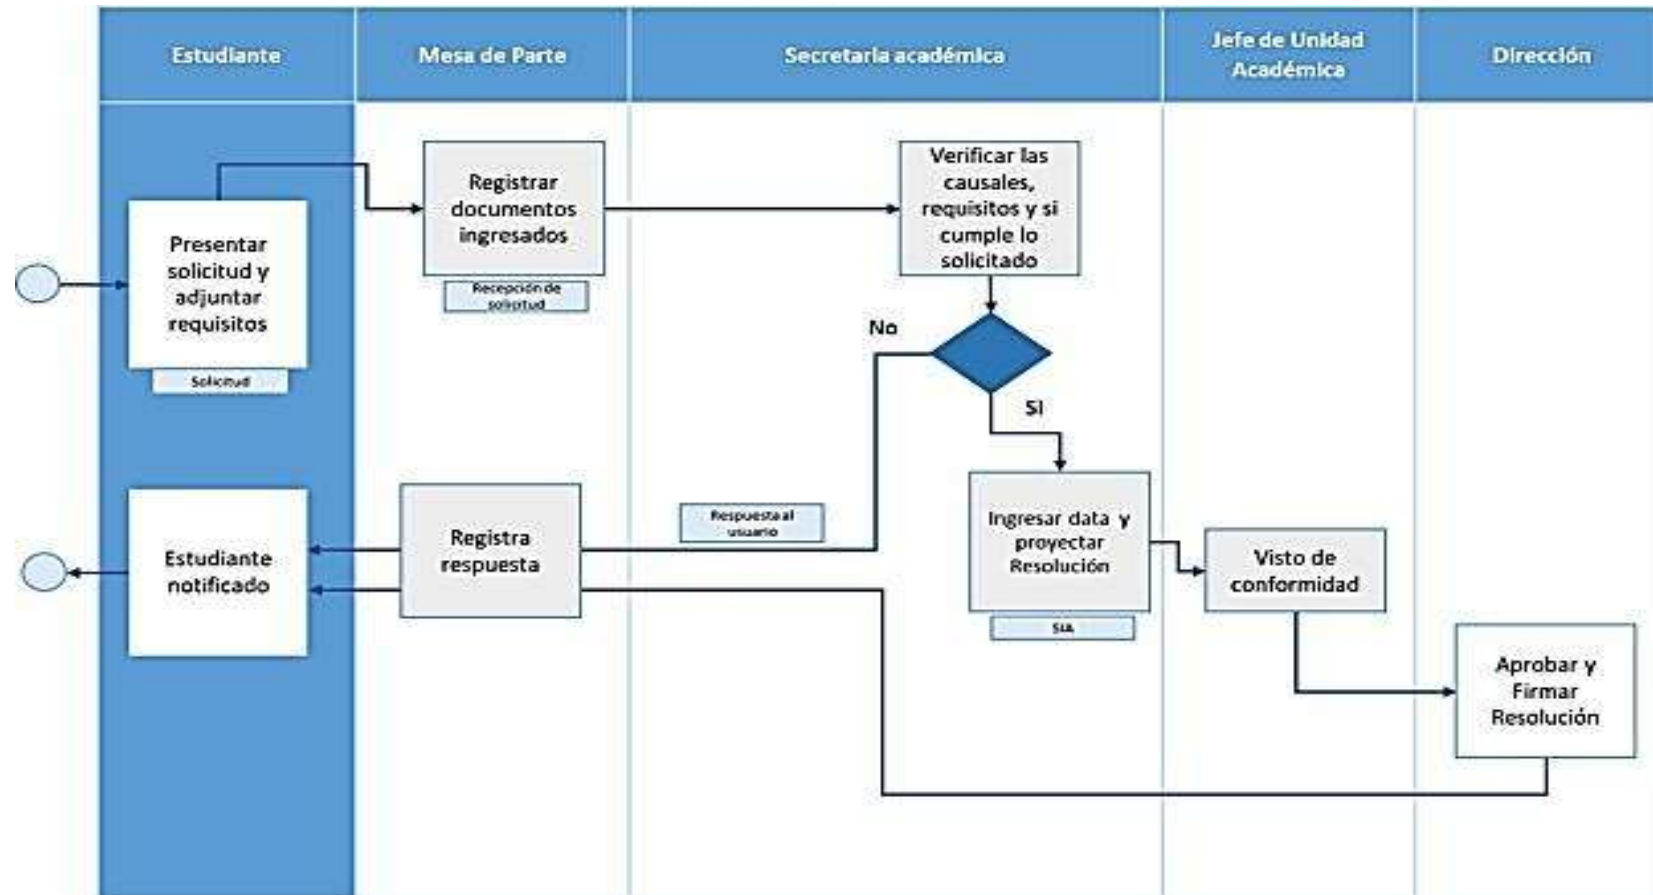 Estudiante
Mesa de Parte
Secretaria académica
Jefe de Unidad
Académica
Dirección
Presentar
solicitud y
adjuntar
requisitos
Solicitud
Registrar
documentos
ingresados
Recepción de
solicitud
Verificar las
causales,
requisitos y si
cumple lo
solicitado
No
SI
Ingresar data y
proyectar
Resolución
SIA
Visto de
conformidad
Aprobar y
Firmar
Resolución
Respuesta al
usuario
Registra
respuesta
Estudiante
notificado